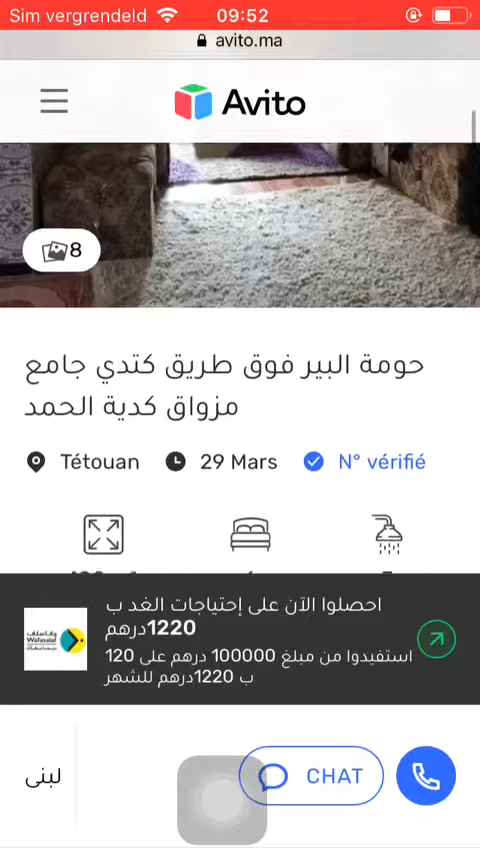 Sim vergrendeld
09:52
avito.ma
Avito
8
حومة البير فوق طريق كتدي جامع
مزواق كدية الحمد
Tétouan
29 Mars
N° vérifié
احصلوا الآن على إحتياجات الغد ب
1220درهم
وفاسلف
Wafasalaf
استفيدوا من مبلغ 100000 درهم على 120
ب 1220درهم للشهر
لبنى
CHAT